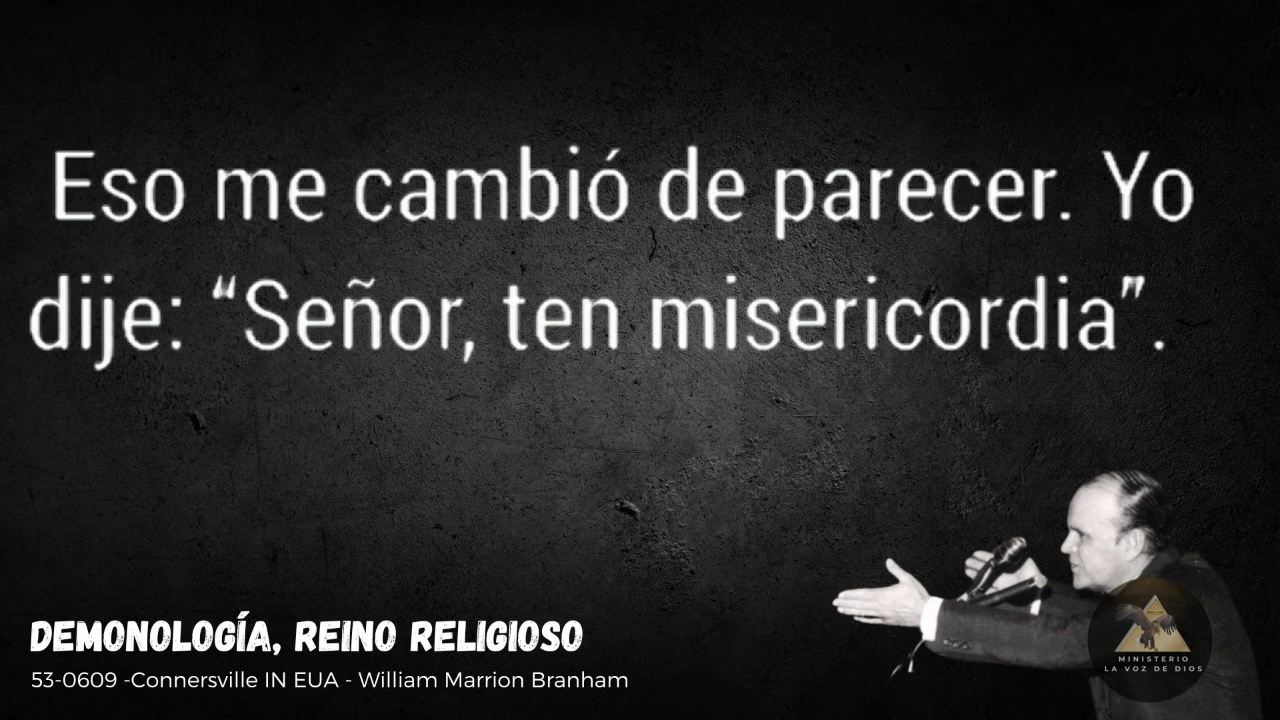 Eso me cambió de parecer. Yo
dije: “Señor, ten misericordia”.
DEMONOLOGÍA, REINO RELIGIOSO
53-0609 -Connersville IN EUA - William Marrion Branham
MINISTERIO
LA VOZ DE DIOS